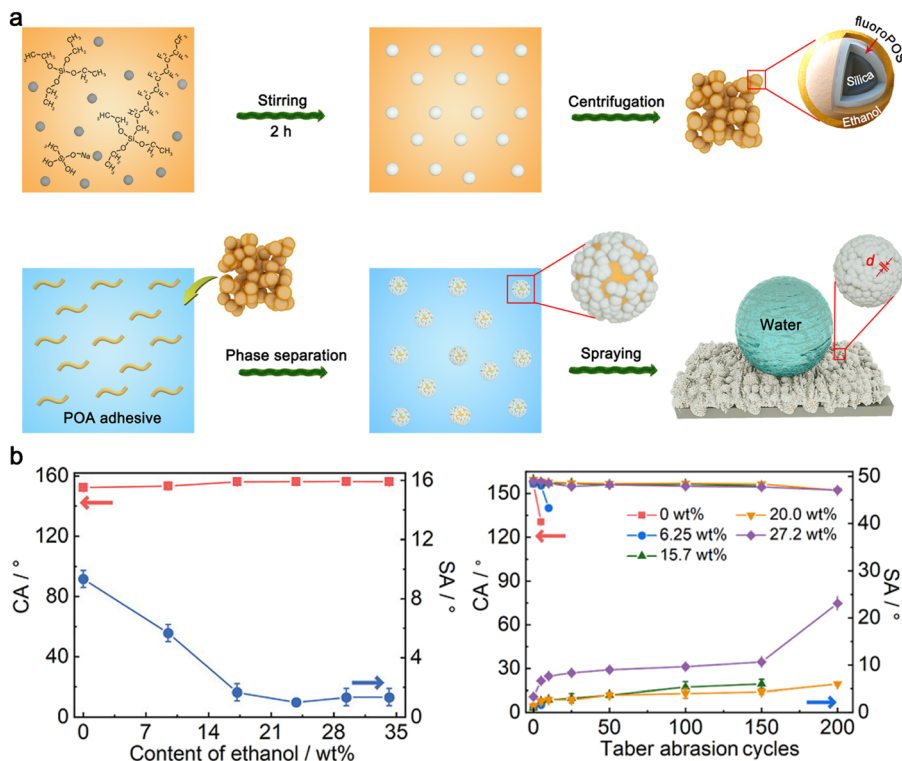 a
Stirring
2 h
Centrifugation
fluoroPOS
Silica
Ethanol
POA adhesive
Phase separation
Spraying
Water
d
b
160
120
80
40
0
CA / °
16
12
8
4
0
SA / °
0 7 14 21 28 35
Content of ethanol / wt%
150
120
90
60
30
0
CA / °
0 wt%
6.25 wt%
15.7 wt%
20.0 wt%
27.2 wt%
50
40
30
20
10
0
SA / °
0 50 100 150 200
Taber abrasion cycles